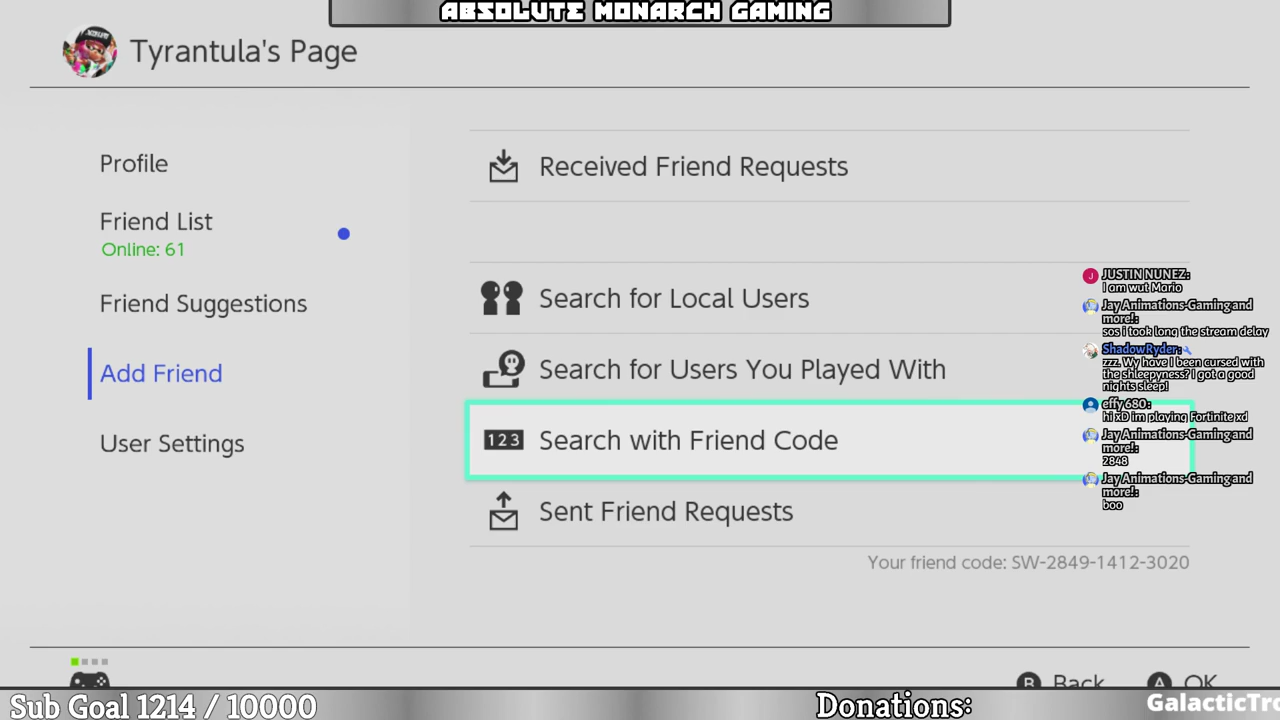 ABSOLUTE MONARCH GAMING
Tyrantula's Page
Profile
Friend List
Online: 61
Friend Suggestions
Add Friend
User Settings
Received Friend Requests
Search for Local Users
Search for Users You Played With
123 Search with Friend Code
Sent Friend Requests
Your friend code: SW-2849-1412-3020
J JUSTIN NUNEZ:
I am wut Mario
Jay Animations-Gaming and
more!:
sos i took long the stream delay
ShadowRyder:
zzz. Wy have I been cursed with
the shleepyness? I got a good
nights sleep!
effy 680:
hi xD im playing Fortinite xd
Jay Animations-Gaming and
more!:
2848
Jay Animations-Gaming and
more!:
boo
B Back A OK
Sub Goal 1214 / 10000
Donations:
GalacticTro